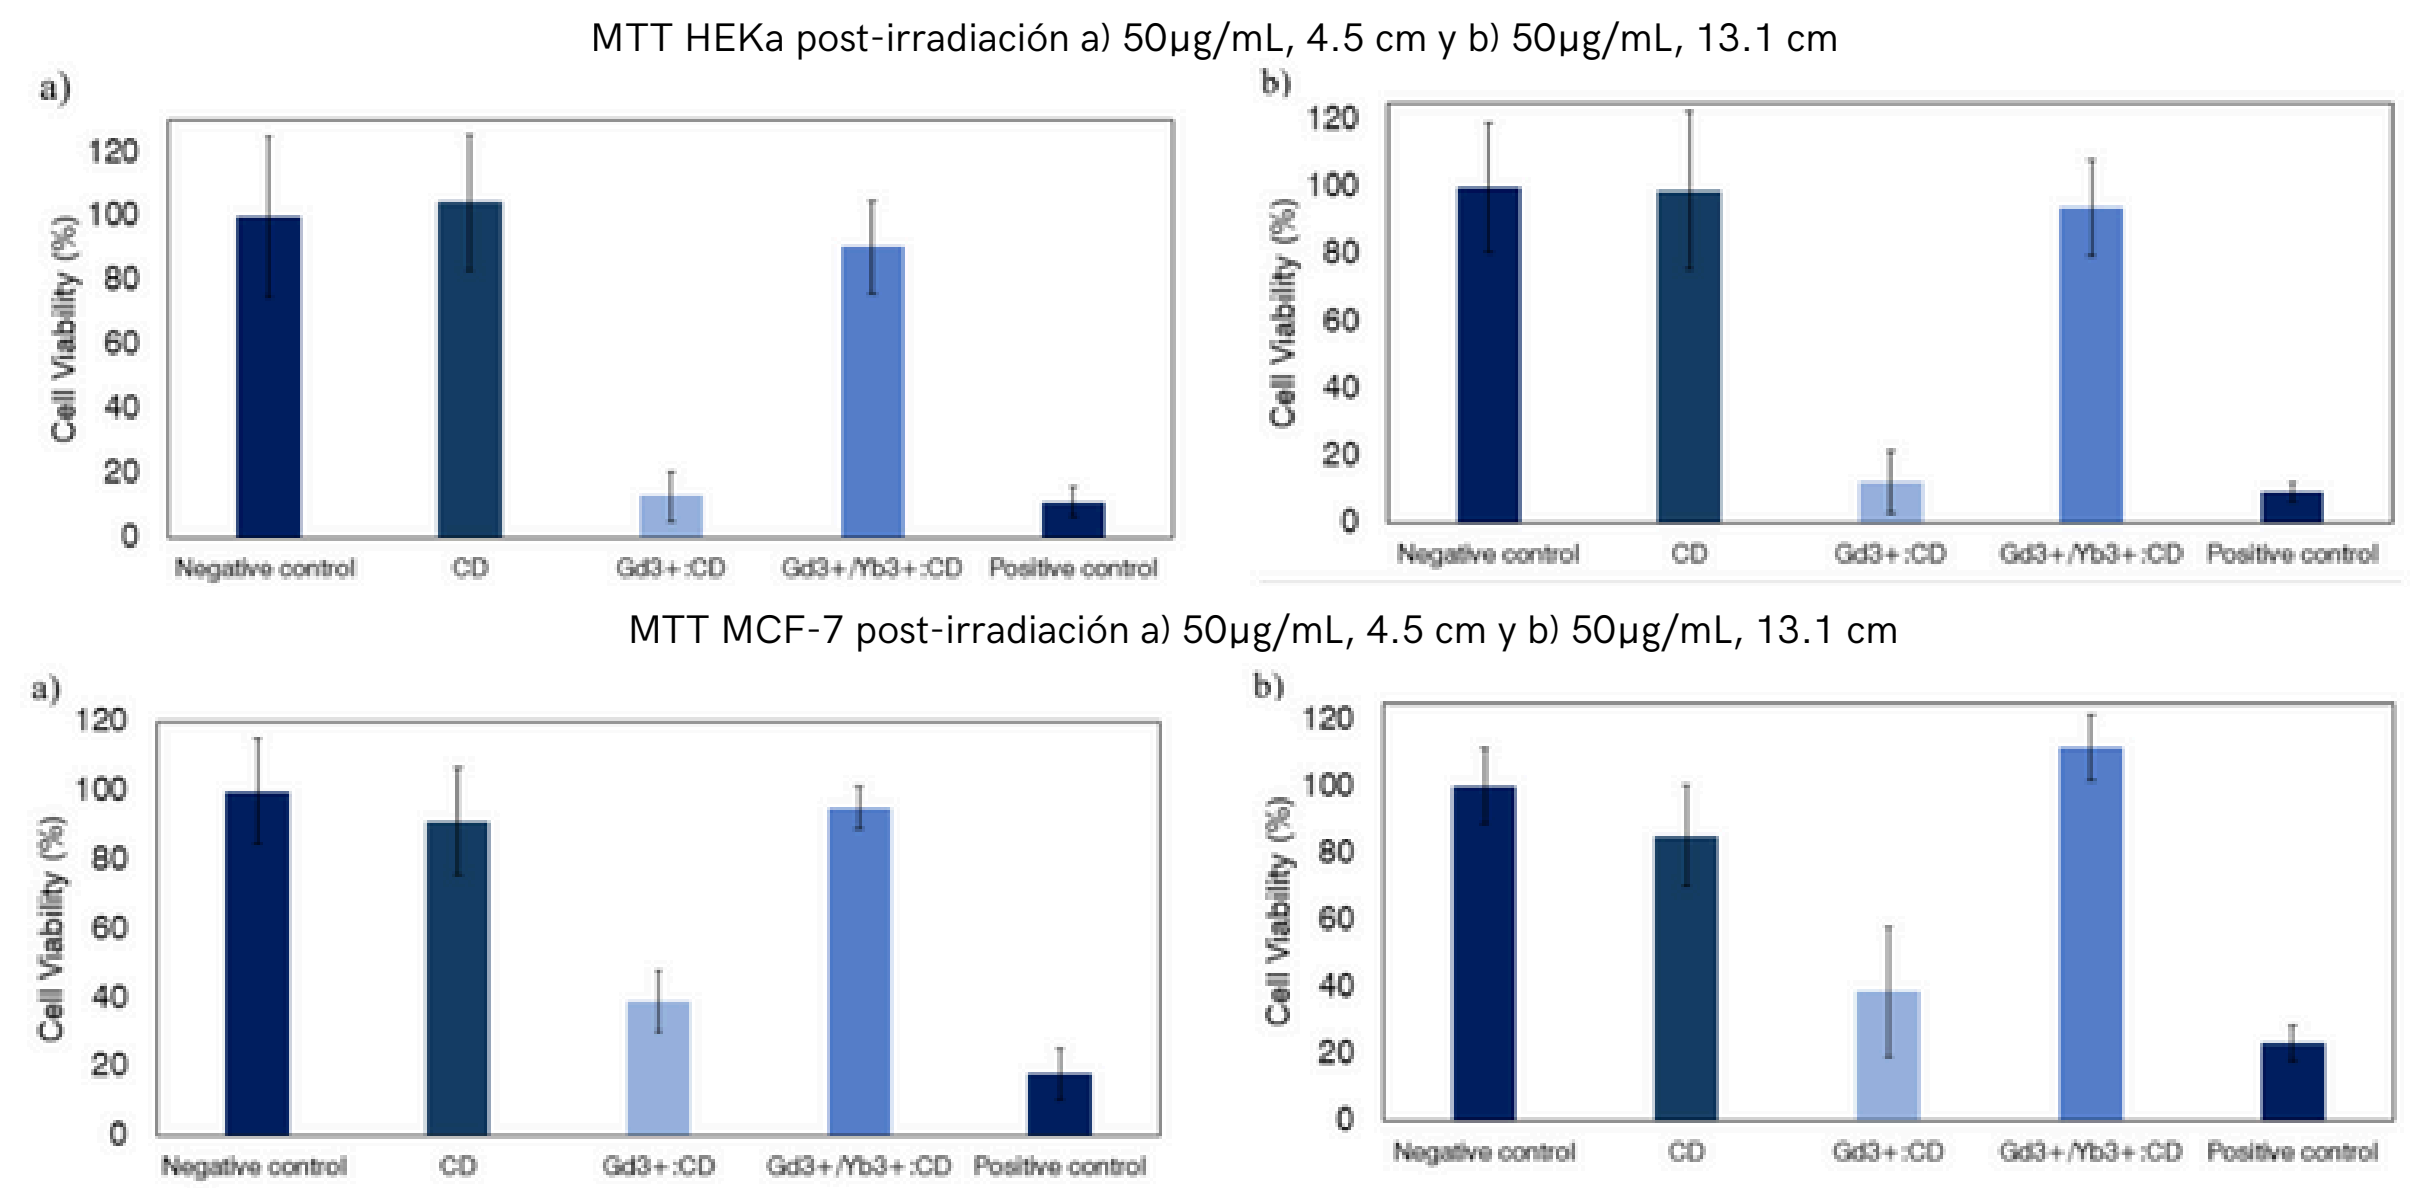 MTT HEKa post-irradiación a) 50µg/mL, 4.5 cm y b) 50µg/mL, 13.1 cm
a)
120
100
80
60
40
20
0
Cell Viability (%)
Negative control CD Gd3+:CD Gd3+/Yb3+:CD Positive control
b)
120
100
80
60
40
20
0
Cell Viability (%)
Negative control CD Gd3+:CD Gd3+/Yb3+:CD Positive control
MTT MCF-7 post-irradiación a) 50µg/mL, 4.5 cm y b) 50µg/mL, 13.1 cm
a)
120
100
80
60
40
20
0
Cell Viability (%)
Negative control CD Gd3+:CD Gd3+/Yb3+:CD Positive control
b)
120
100
80
60
40
20
0
Cell Viability (%)
Negative control CD Gd3+:CD Gd3+/Yb3+:CD Positive control